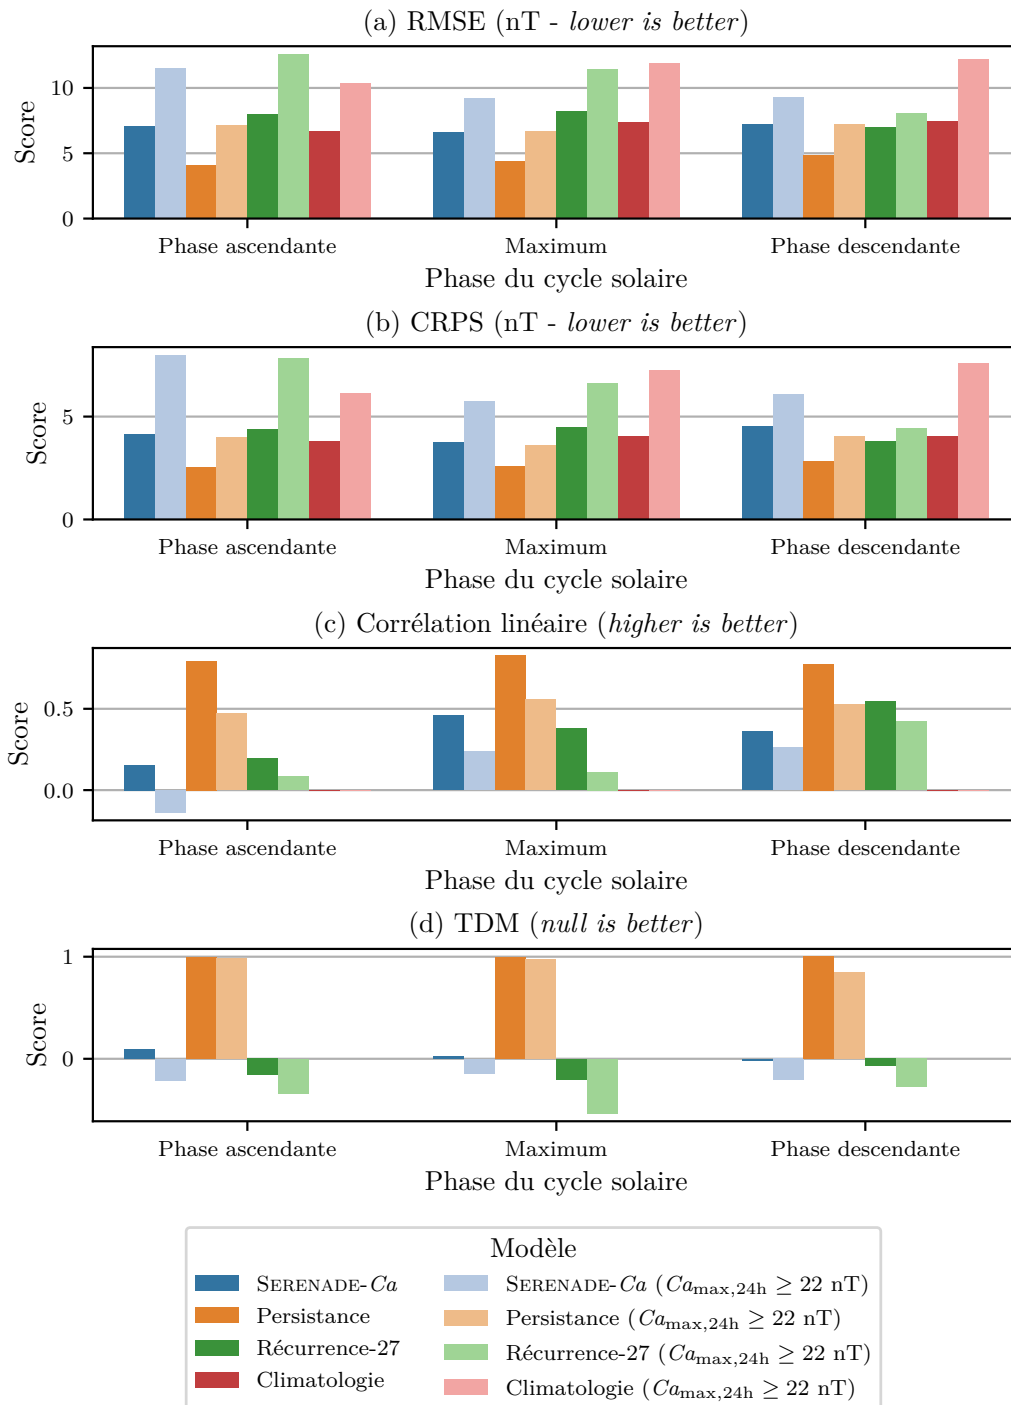 (a) RMSE (nT - lower is better)
10
5
0
Score
Phase ascendante Maximum Phase descendante
Phase du cycle solaire
(b) CRPS (nT - lower is better)
5
0
Score
Phase ascendante Maximum Phase descendante
Phase du cycle solaire
(c) Corrélation linéaire (higher is better)
0.5
0.0
Score
Phase ascendante Maximum Phase descendante
Phase du cycle solaire
(d) TDM (null is better)
1
0
Score
Phase ascendante Maximum Phase descendante
Phase du cycle solaire
Modèle
SERENADE-Ca
Persistance
Récurrence-27
Climatologie
SERENADE-Ca (Ca_max,24h ≥ 22 nT)
Persistance (Ca_max,24h ≥ 22 nT)
Récurrence-27 (Ca_max,24h ≥ 22 nT)
Climatologie (Ca_max,24h ≥ 22 nT)